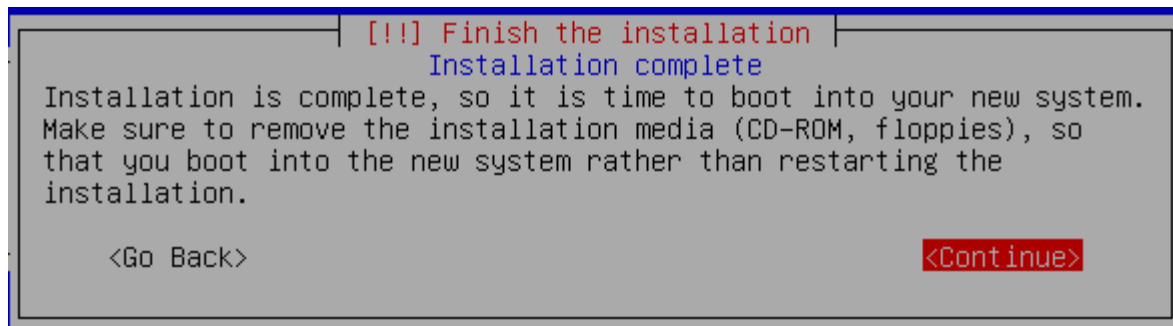 [!!] Finish the installation
Installation complete
Installation is complete, so it is time to boot into your new system.
Make sure to remove the installation media (CD-ROM, floppies), so
that you boot into the new system rather than restarting the
installation.
<Go Back> <Continue>